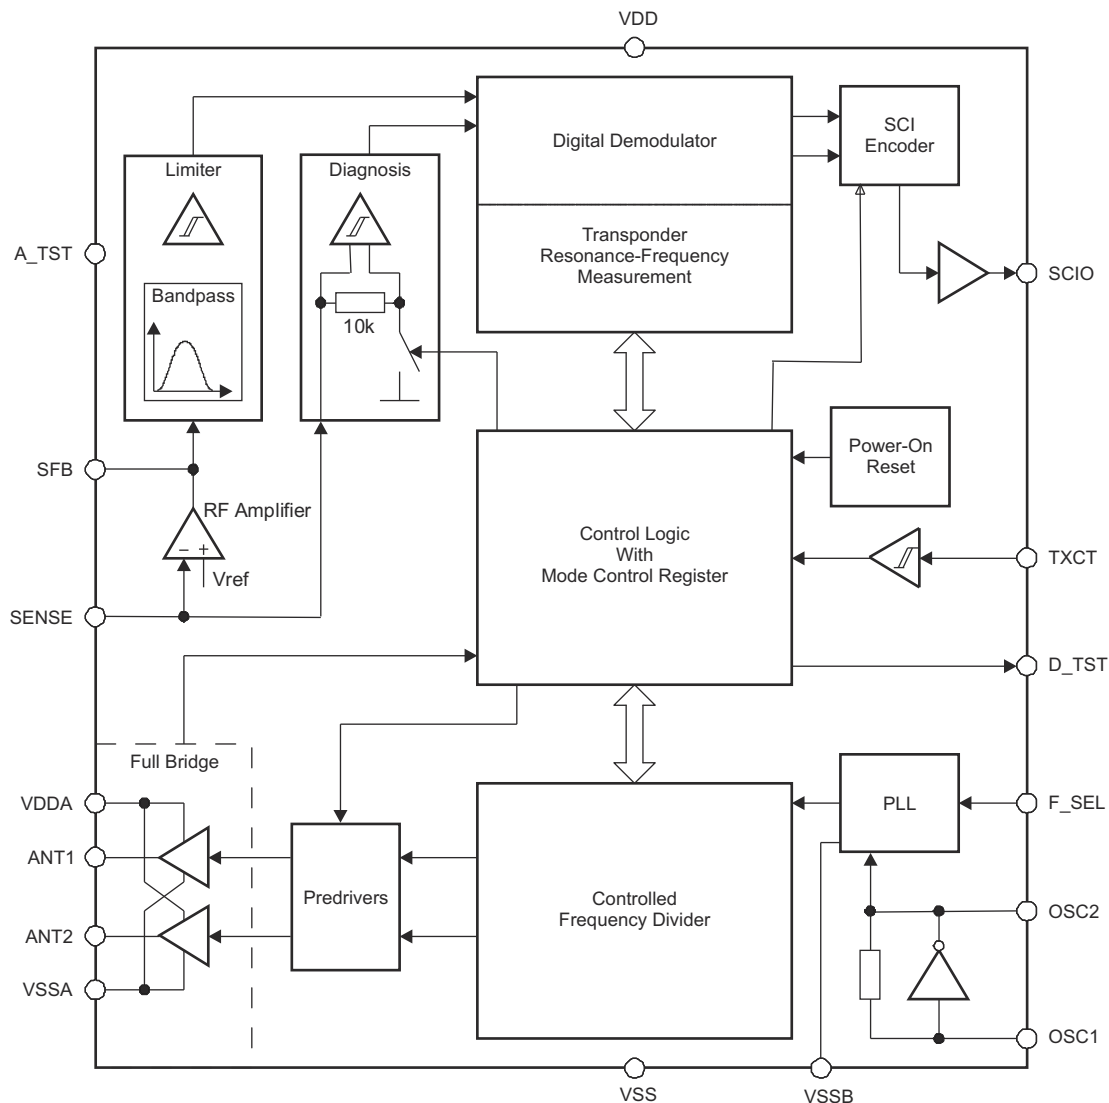 VDD
SCI
Encoder
Digital Demodulator
Limiter
Diagnosis
Transponder
Resonance-Frequency
Measurement
A_TST
SCIO
Bandpass
10k
Power-On
Reset
SFB
RF Amplifier
Control Logic
With
Mode Control Register
− +
Vref
TXCT
SENSE
D_TST
Full Bridge
VDDA
PLL
F_SEL
ANT1
Predrivers
Controlled
Frequency Divider
OSC2
ANT2
VSSA
OSC1
VSS
VSSB